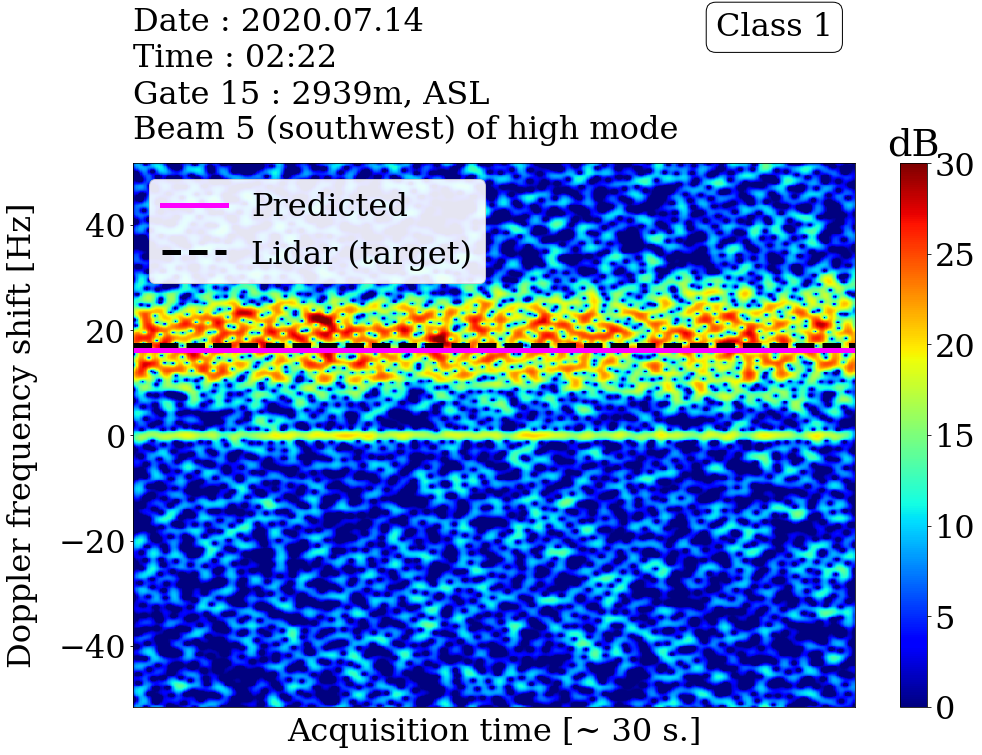 Date : 2020.07.14
Time : 02:22
Gate 15 : 2939m, ASL
Beam 5 (southwest) of high mode
Class 1
dB
Predicted
Lidar (target)
Doppler frequency shift [Hz]
40
20
0
−20
−40
30
25
20
15
10
5
0
Acquisition time [~ 30 s.]